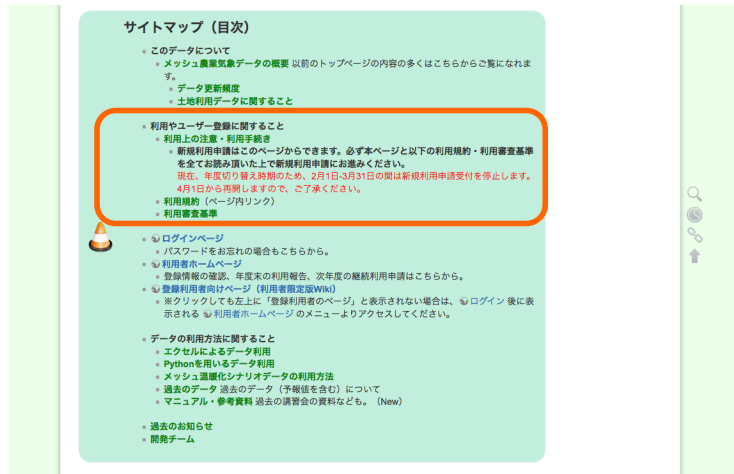 サイトマップ（目次）
このデータについて
メッシュ農業気象データの概要 以前のトップページの内容の多くはこちらからご覧になれま
す。
データ更新頻度
土地利用データに関すること
利用やユーザー登録に関すること
利用上の注意・利用手続き
新規利用申請はこのページからできます。必ず本ページと以下の利用規約・利用審査基準
を全てお読み頂いた上で新規利用申請にお進みください。
現在、年度切り替え時期のため、2月1日-3月31日の間は新規利用申請受付を停止します。
4月1日から再開しますので、ご了承ください。
利用規約（ページ内リンク）
利用審査基準
ログインページ
パスワードをお忘れの場合もこちらから。
利用者ホームページ
登録情報の確認、年度末の利用報告、次年度の継続利用申請はこちらから。
登録利用者向けページ（利用者限定版Wiki）
※クリックしても左上に「登録利用者のページ」と表示されない場合は、ログイン 後に表
示される 利用者ホームページ のメニューよりアクセスしてください。
データの利用方法に関すること
エクセルによるデータ利用
Pythonを用いるデータ利用
メッシュ温暖化シナリオデータの利用方法
過去のデータ 過去のデータ（予報値を含む）について
マニュアル・参考資料 過去の講習会の資料なども。（New）
過去のお知らせ
開発チーム